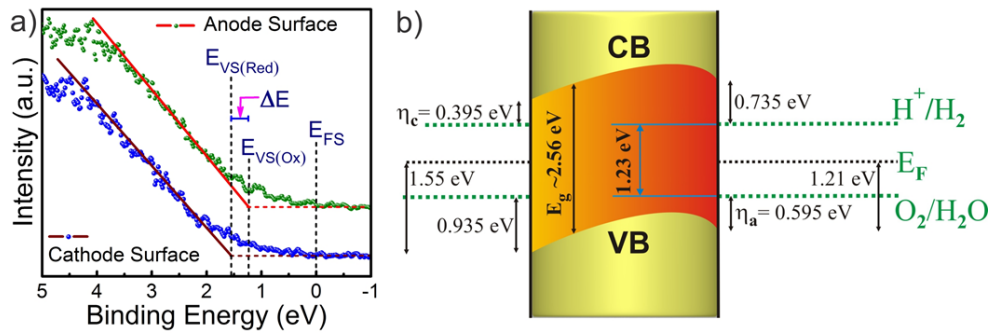 a)
Anode Surface
E_VS(Red)
ΔE
E_VS(Ox)
E_FS
Cathode Surface
Intensity (a.u.)
5 4 3 2 1 0 -1
Binding Energy (eV)
b)
CB
η_c= 0.395 eV
0.735 eV
H⁺/H₂
E_g ~2.56 eV
1.23 eV
E_F
1.55 eV
1.21 eV
O₂/H₂O
0.935 eV
η_a= 0.595 eV
VB